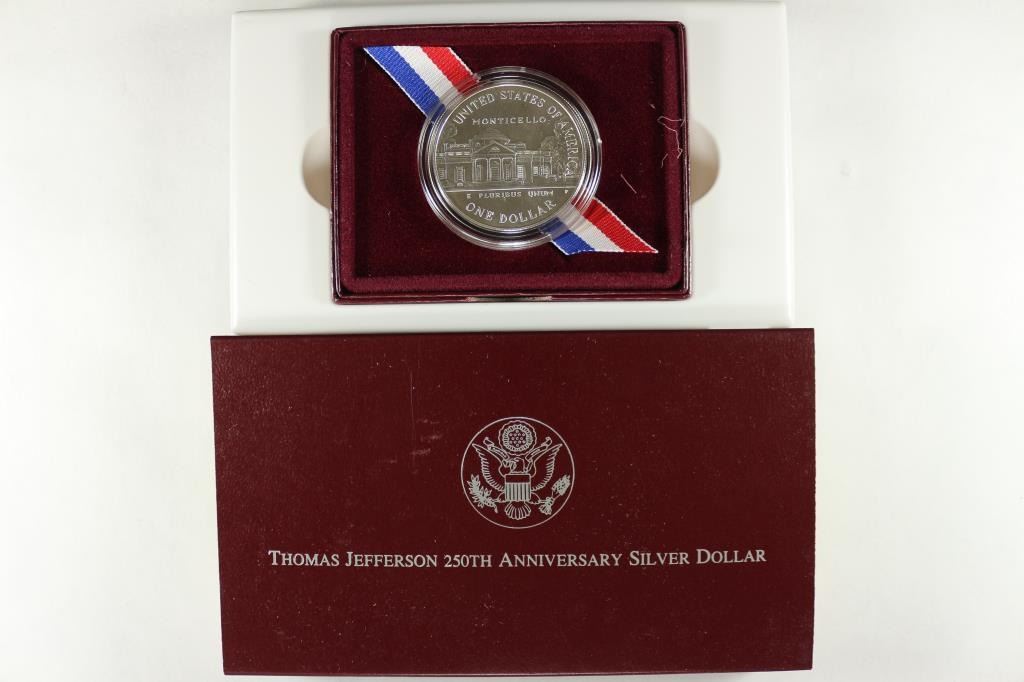 UNITED STATES OF AMERICA
MONTICELLO
E PLURIBUS UNUM
ONE DOLLAR
THOMAS JEFFERSON 250TH ANNIVERSARY SILVER DOLLAR